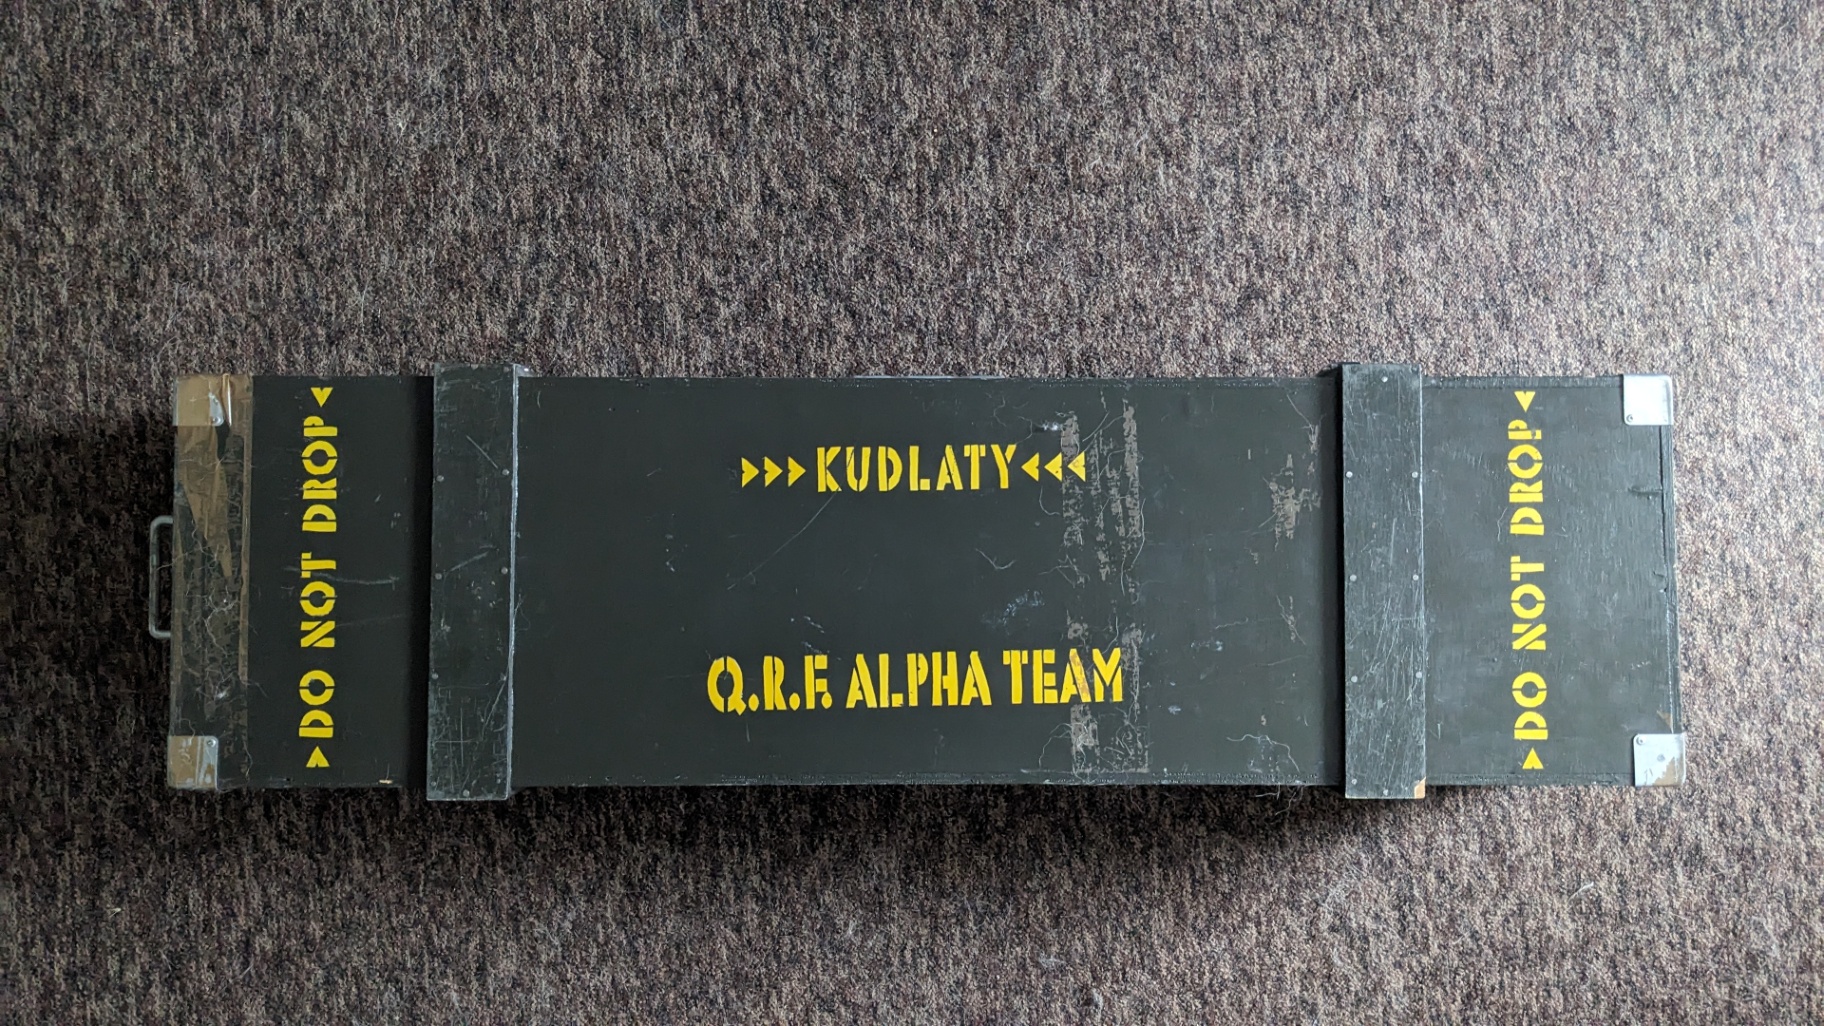 DO NOT DROP
>>>KUDLATY<<<
Q.R.F. ALPHA TEAM
DO NOT DROP